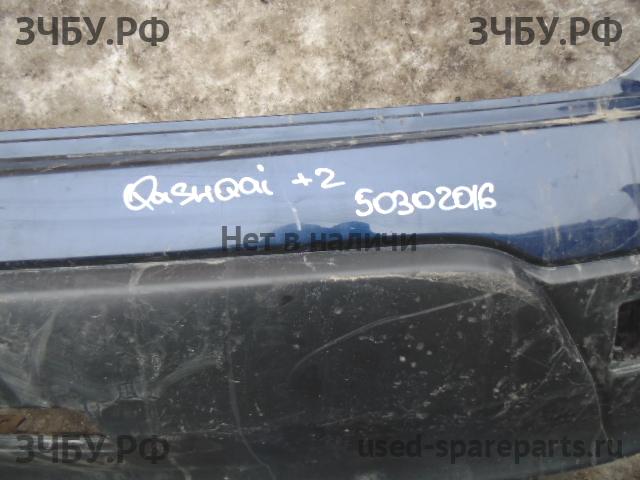 ЗЧБУ.РФ ЗЧБУ.РФ
QasHQai +2
50302016
Нет в наличи
ЗЧБУ.РФ
used-spareparts.ru